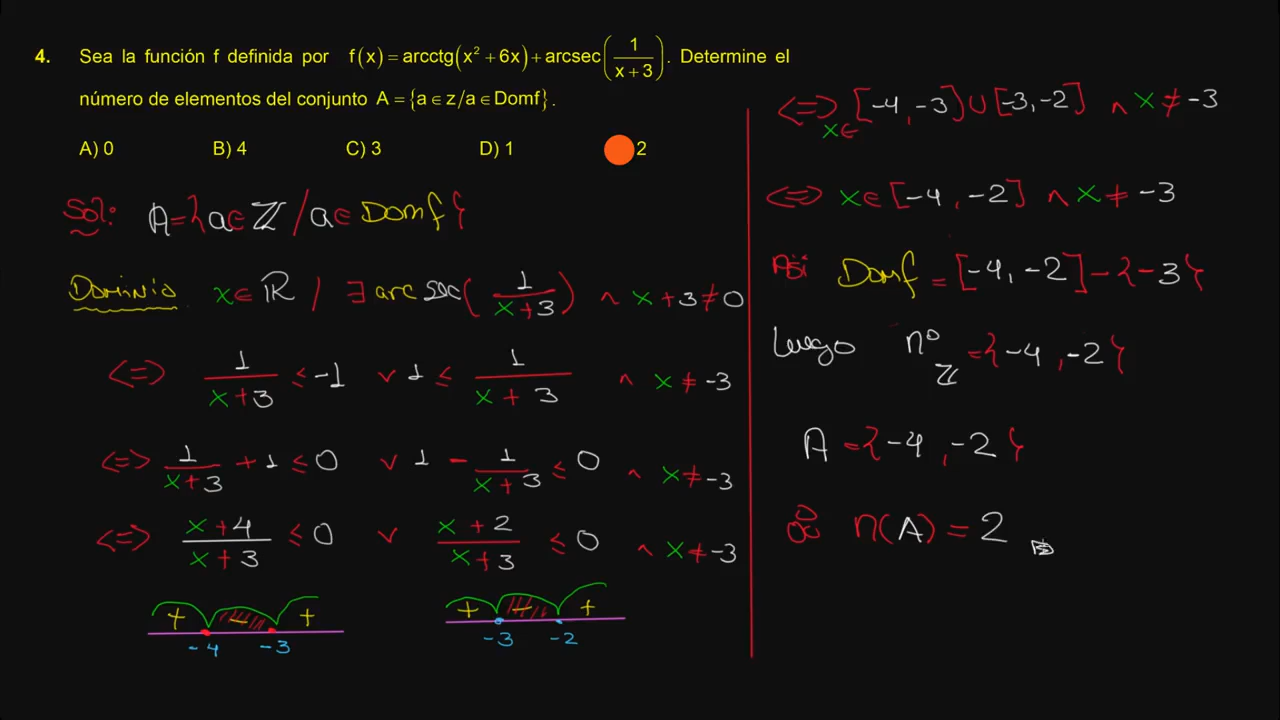 4. Sea la función f definida por f(x)=arcctg(x²+6x)+arcsec(1/(x+3)). Determine el
número de elementos del conjunto A={a∈z/a∈Domf}.
A) 0 B) 4 C) 3 D) 1 2
Sol: A={a∈ℤ/a∈Domf}
Dominio x∈ℝ / ∃ arc sec(1/(x+3)) ∧ x+3≠0
⟺ 1/(x+3) ≤ -1 ∨ 1 ≤ 1/(x+3) ∧ x≠-3
⟺ 1/(x+3) + 1 ≤ 0 ∨ 1 - 1/(x+3) ≤ 0 ∧ x≠-3
⟺ (x+4)/(x+3) ≤ 0 ∨ (x+2)/(x+3) ≤ 0 ∧ x≠-3
+ - + + - +
-4 -3 -3 -2
⟺ x∈ [-4,-3] ∪ [-3,-2] ∧ x≠-3
⟺ x∈[-4,-2] ∧ x≠-3
Así Domf=[-4,-2]-{-3}
Luego nº ℤ ={-4,-2}
A={-4,-2}
∴ n(A)=2